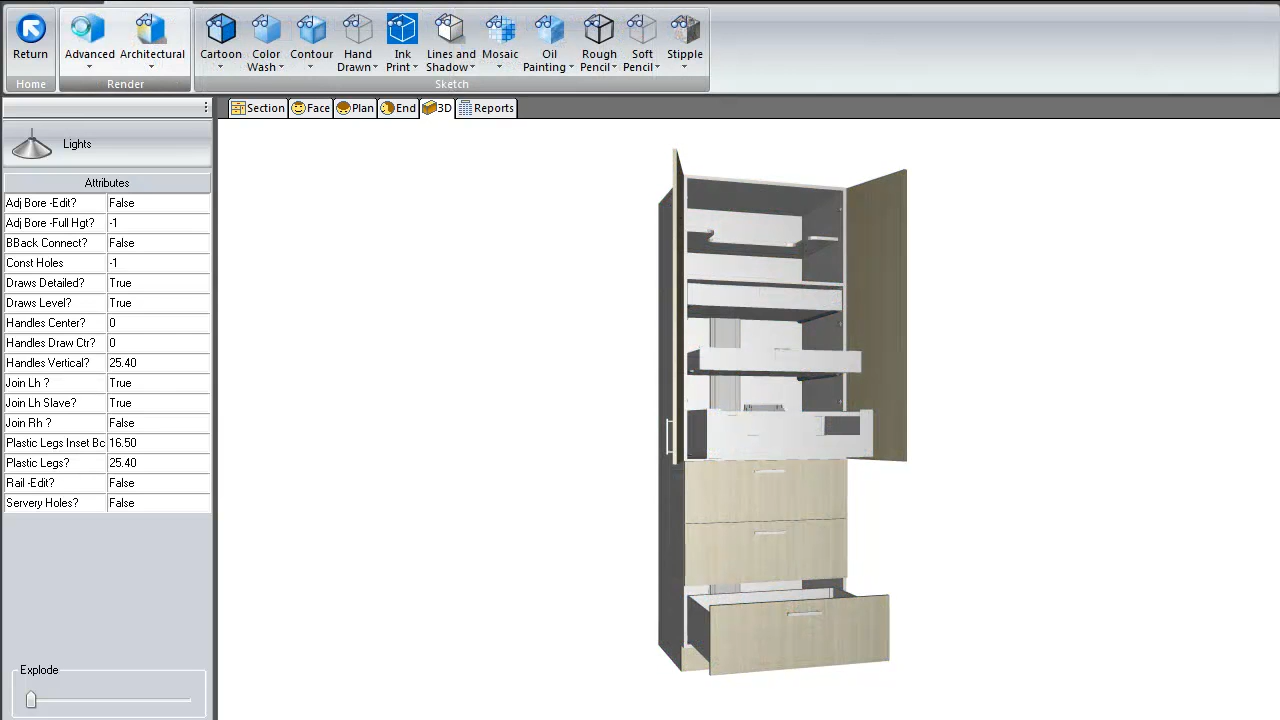 Return
Home
Advanced
Architectural
Render
Cartoon
Color Wash
Contour
Hand Drawn
Ink Print
Lines and Shadow
Mosaic
Oil Painting
Rough Pencil
Soft Pencil
Stipple
Sketch
Section
Face
Plan
End
3D
Reports
Lights
Attributes
Adj Bore -Edit? False
Adj Bore -Full Hgt? -1
BBack Connect? False
Const Holes -1
Draws Detailed? True
Draws Level? True
Handles Center? 0
Handles Draw Ctr? 0
Handles Vertical? 25.40
Join Lh ? True
Join Lh Slave? True
Join Rh ? False
Plastic Legs Inset Bc 16.50
Plastic Legs? 25.40
Rail -Edit? False
Servery Holes? False
Explode